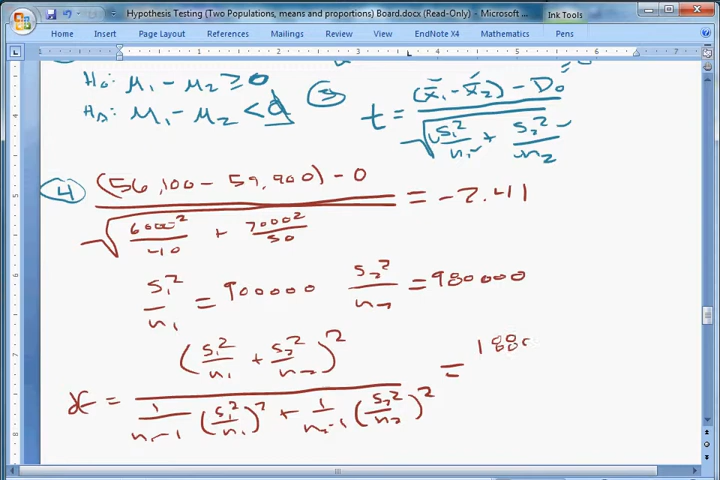 Hypothesis Testing (Two Populations, means and proportions) Board.docx (Read-Only) - Microsoft ...
Ink Tools
Home Insert Page Layout References Mailings Review View EndNote X4 Mathematics Pens
H₀: μ₁ - μ₂ ≥ 0
Hₐ: μ₁ - μ₂ < 0
③ t = ((x̄₁ - x̄₂) - D₀) / √(s₁²/n₁ + s₂²/n₂)
④ ((56,100 - 59,900) - 0) / √(6000²/40 + 7000²/50) = -2.41
s₁²/n₁ = 900000 s₂²/n₂ = 980000
df = (s₁²/n₁ + s₂²/n₂)² / (1/(n₁-1) (s₁²/n₁)² + 1/(n₂-1) (s₂²/n₂)²) = 188